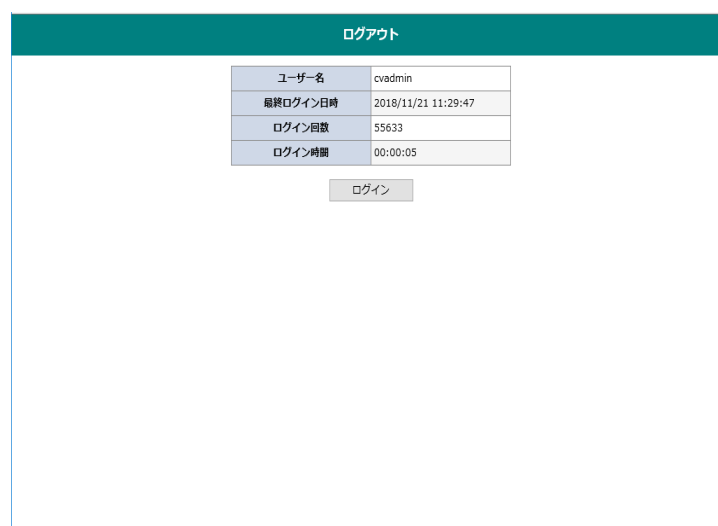 ログアウト
ユーザー名 cvadmin
最終ログイン日時 2018/11/21 11:29:47
ログイン回数 55633
ログイン時間 00:00:05
ログイン